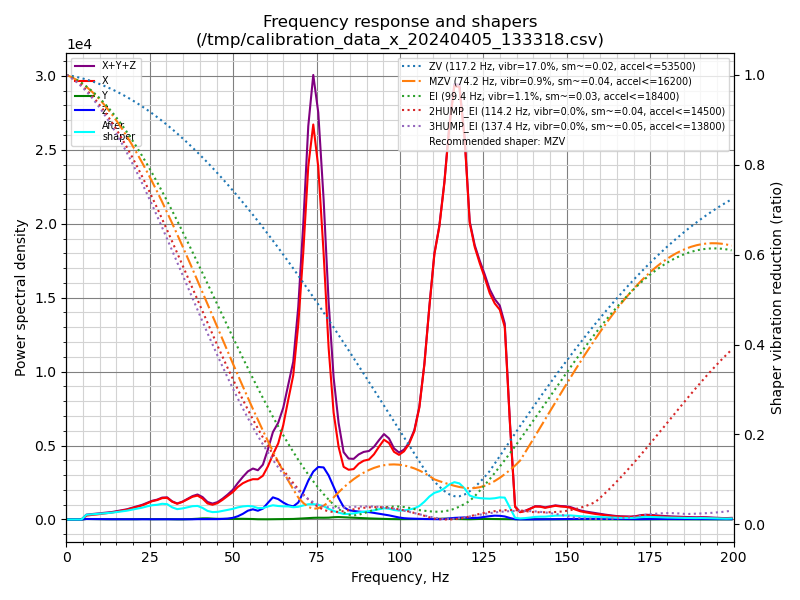 Frequency response and shapers
(/tmp/calibration_data_x_20240405_133318.csv)
1e4
X+Y+Z
X
Y
After
shaper
ZV (117.2 Hz, vibr=17.0%, sm~=0.02, accel<=53500)
MZV (74.2 Hz, vibr=0.9%, sm~=0.04, accel<=16200)
EI (99.4 Hz, vibr=1.1%, sm~=0.03, accel<=18400)
2HUMP_EI (114.2 Hz, vibr=0.0%, sm~=0.04, accel<=14500)
3HUMP_EI (137.4 Hz, vibr=0.0%, sm~=0.05, accel<=13800)
Recommended shaper: MZV
Power spectral density
3.0
2.5
2.0
1.5
1.0
0.5
0.0
Shaper vibration reduction (ratio)
1.0
0.8
0.6
0.4
0.2
0.0
0 25 50 75 100 125 150 175 200
Frequency, Hz